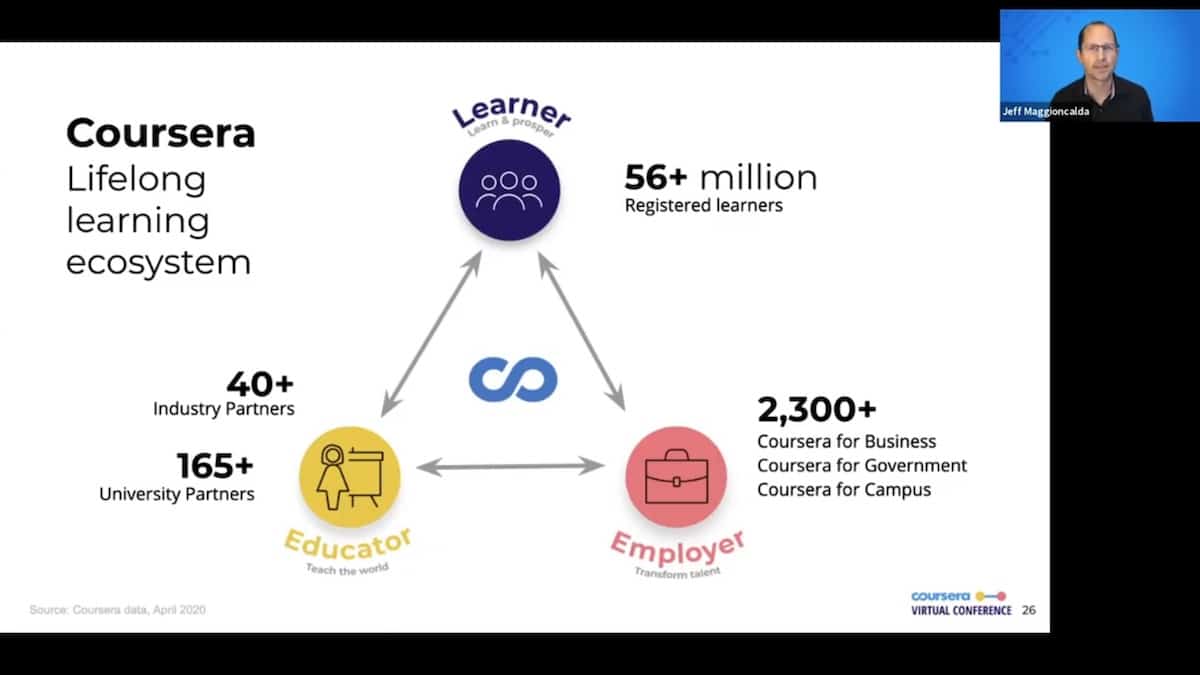 Jeff Maggioncalda
Coursera
Lifelong
learning
ecosystem
Learner
Learn & prosper
56+ million
Registered learners
40+
Industry Partners
165+
University Partners
Educator
Teach the world
2,300+
Coursera for Business
Coursera for Government
Coursera for Campus
Employer
Transform talent
Source: Coursera data, April 2020
coursera
VIRTUAL CONFERENCE 26